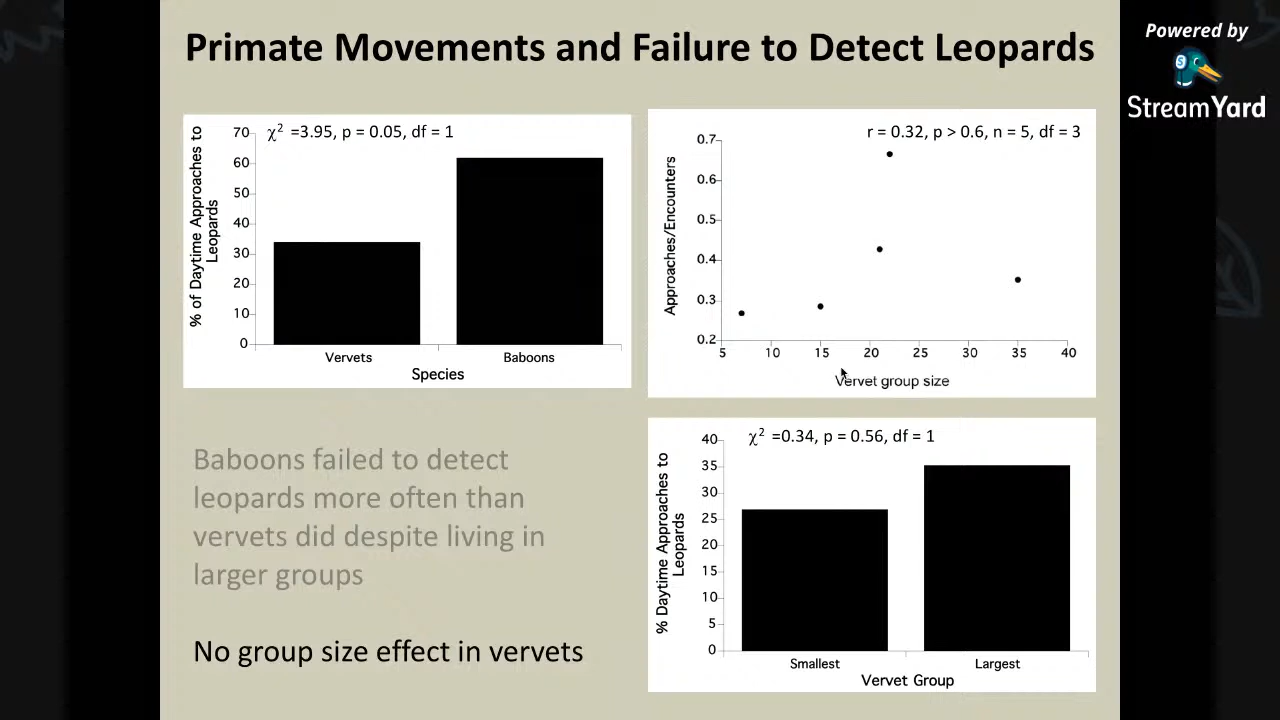 Primate Movements and Failure to Detect Leopards
Powered by
StreamYard
% of Daytime Approaches to
Leopards
χ² =3.95, p = 0.05, df = 1
70
60
50
40
30
20
10
0
Vervets Baboons
Species
Approaches/Encounters
r = 0.32, p > 0.6, n = 5, df = 3
0.7
0.6
0.5
0.4
0.3
0.2
5 10 15 20 25 30 35 40
Vervet group size
Baboons failed to detect
leopards more often than
vervets did despite living in
larger groups
No group size effect in vervets
% Daytime Approaches to
Leopards
χ² =0.34, p = 0.56, df = 1
40
35
30
25
20
15
10
5
0
Smallest Largest
Vervet Group